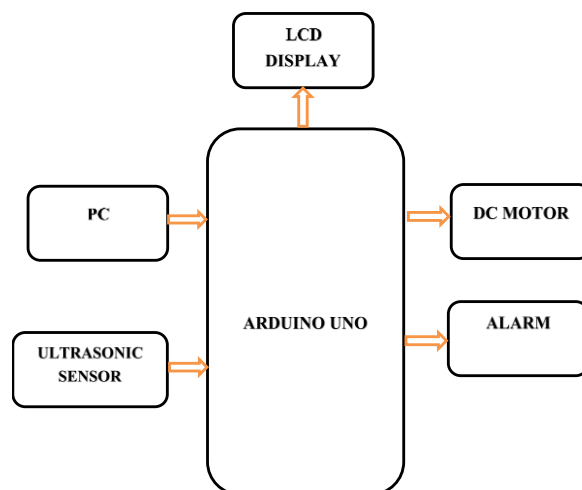 LCD
DISPLAY
PC
DC MOTOR
ARDUINO UNO
ALARM
ULTRASONIC
SENSOR